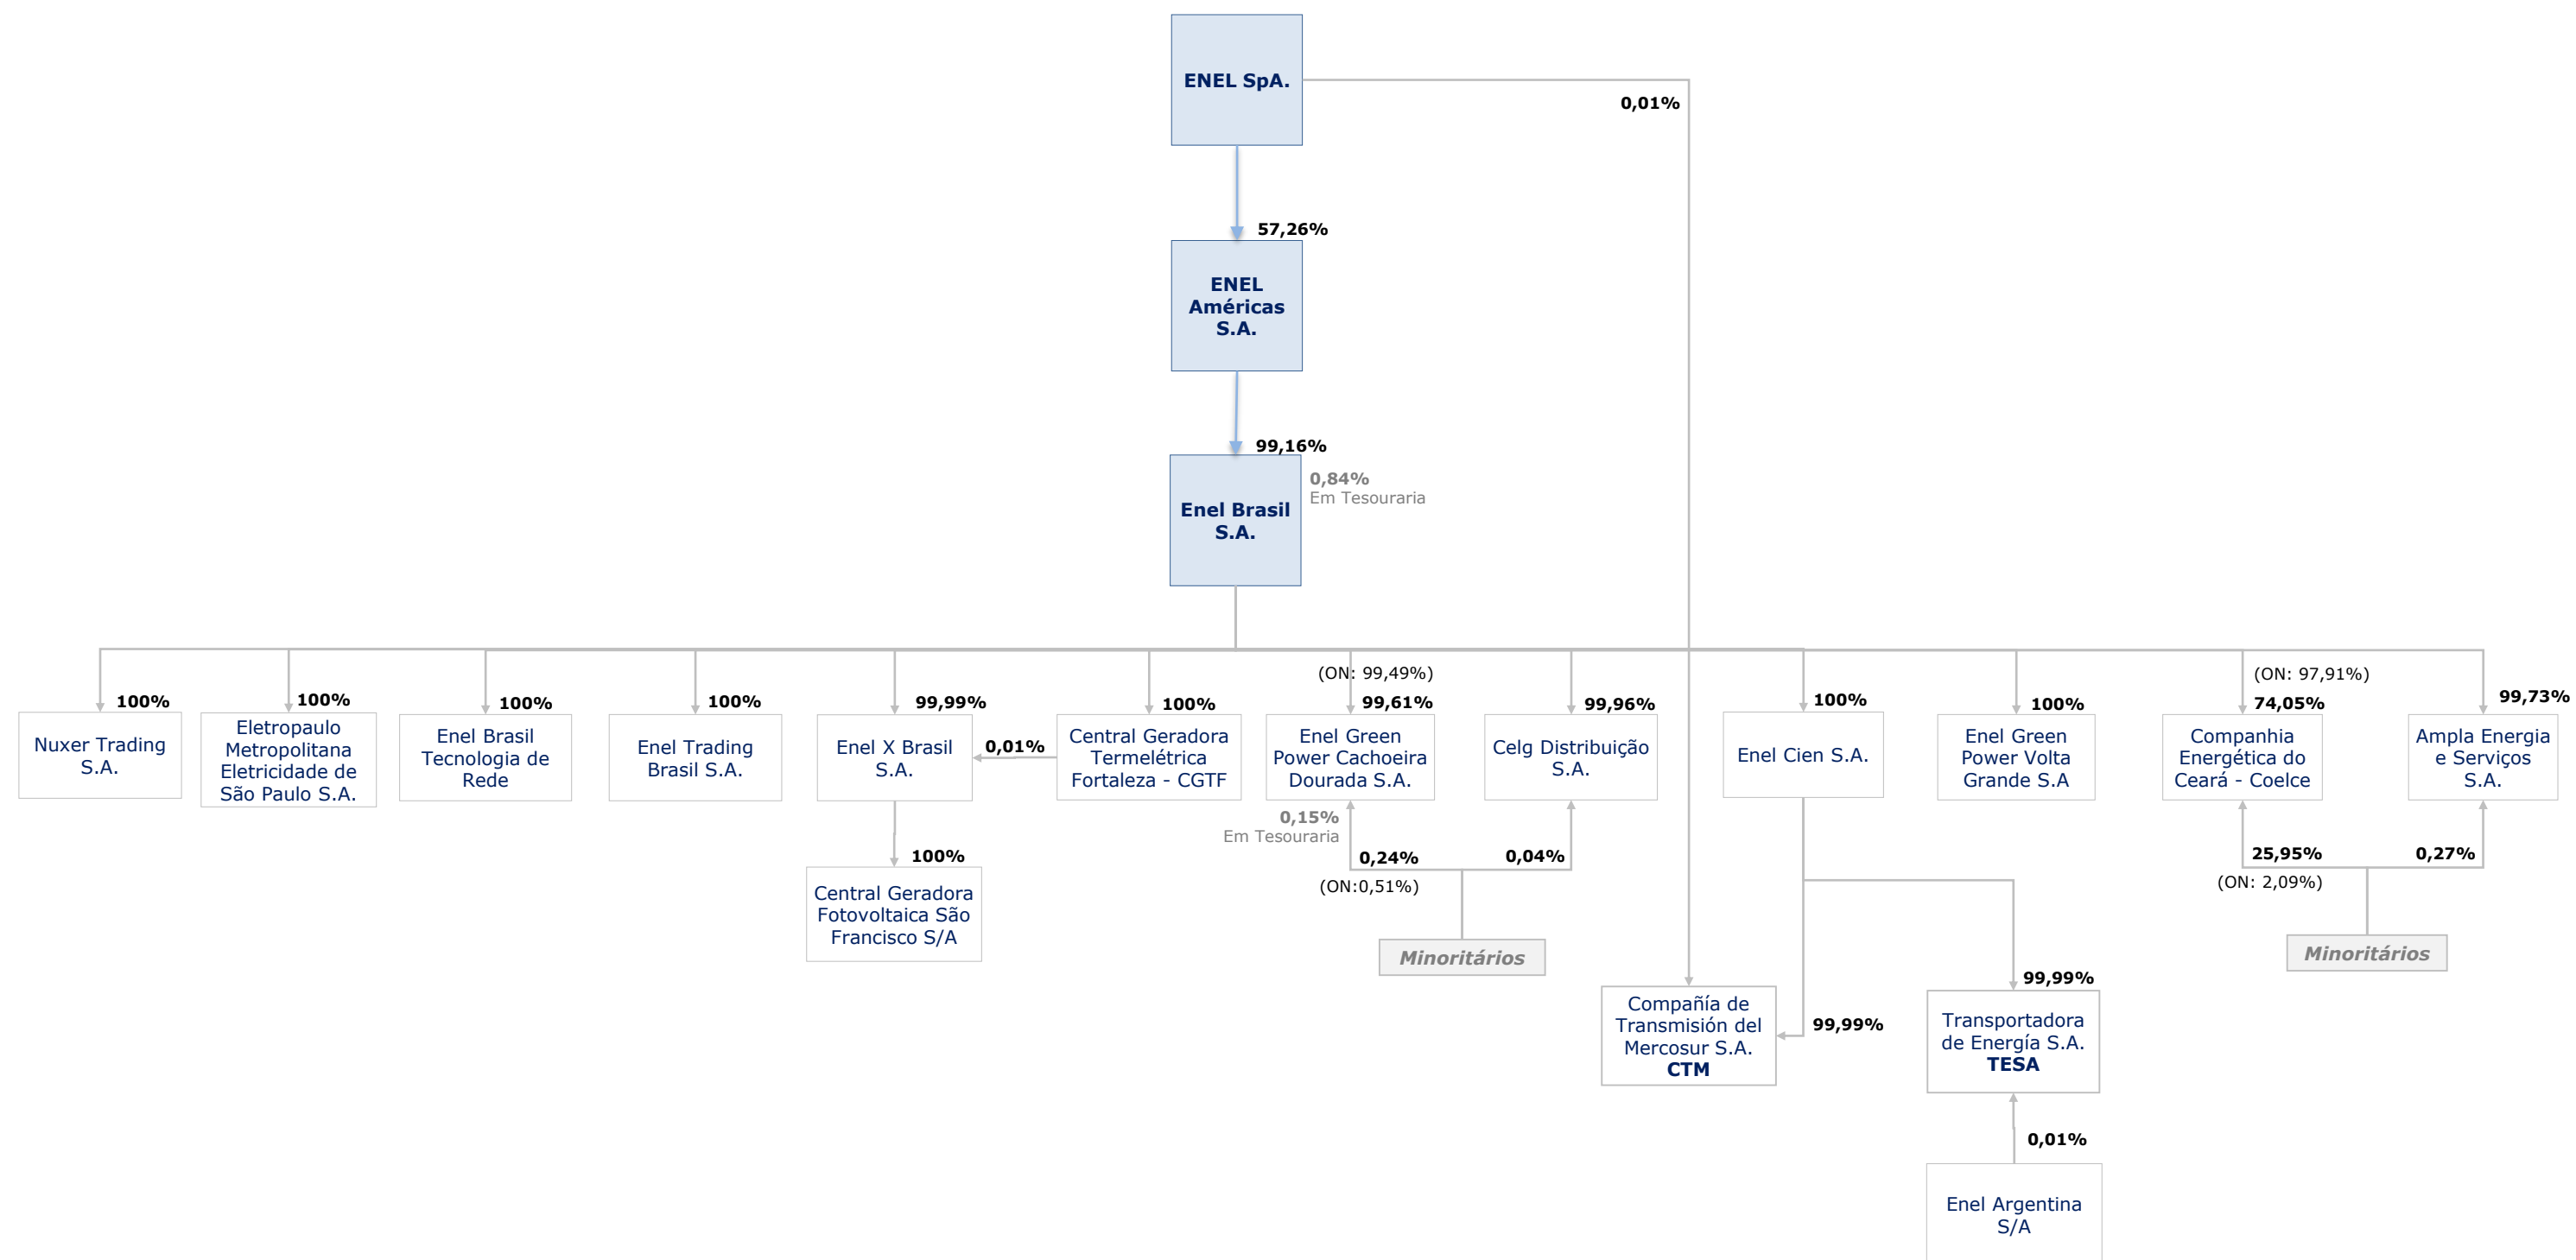 ENEL SpA.
0,01%
57,26%
ENEL
Américas
S.A.
99,16%
0,84%
Em Tesouraria
Enel Brasil
S.A.
100%
Nuxer Trading
S.A.
100%
Eletropaulo
Metropolitana
Eletricidade de
São Paulo S.A.
100%
Enel Brasil
Tecnologia de
Rede
100%
Enel Trading
Brasil S.A.
99,99%
Enel X Brasil
S.A.
0,01%
100%
Central Geradora
Termelétrica
Fortaleza - CGTF
(ON: 99,49%)
99,61%
Enel Green
Power Cachoeira
Dourada S.A.
99,96%
Celg Distribuição
S.A.
100%
Enel Cien S.A.
100%
Enel Green
Power Volta
Grande S.A
(ON: 97,91%)
74,05%
Companhia
Energética do
Ceará - Coelce
99,73%
Ampla Energia
e Serviços
S.A.
100%
Central Geradora
Fotovoltaica São
Francisco S/A
0,15%
Em Tesouraria
0,24%
(ON:0,51%)
0,04%
Minoritários
25,95%
(ON: 2,09%)
0,27%
Minoritários
Compañía de
Transmisión del
Mercosur S.A.
CTM
99,99%
99,99%
Transportadora
de Energía S.A.
TESA
0,01%
Enel Argentina
S/A